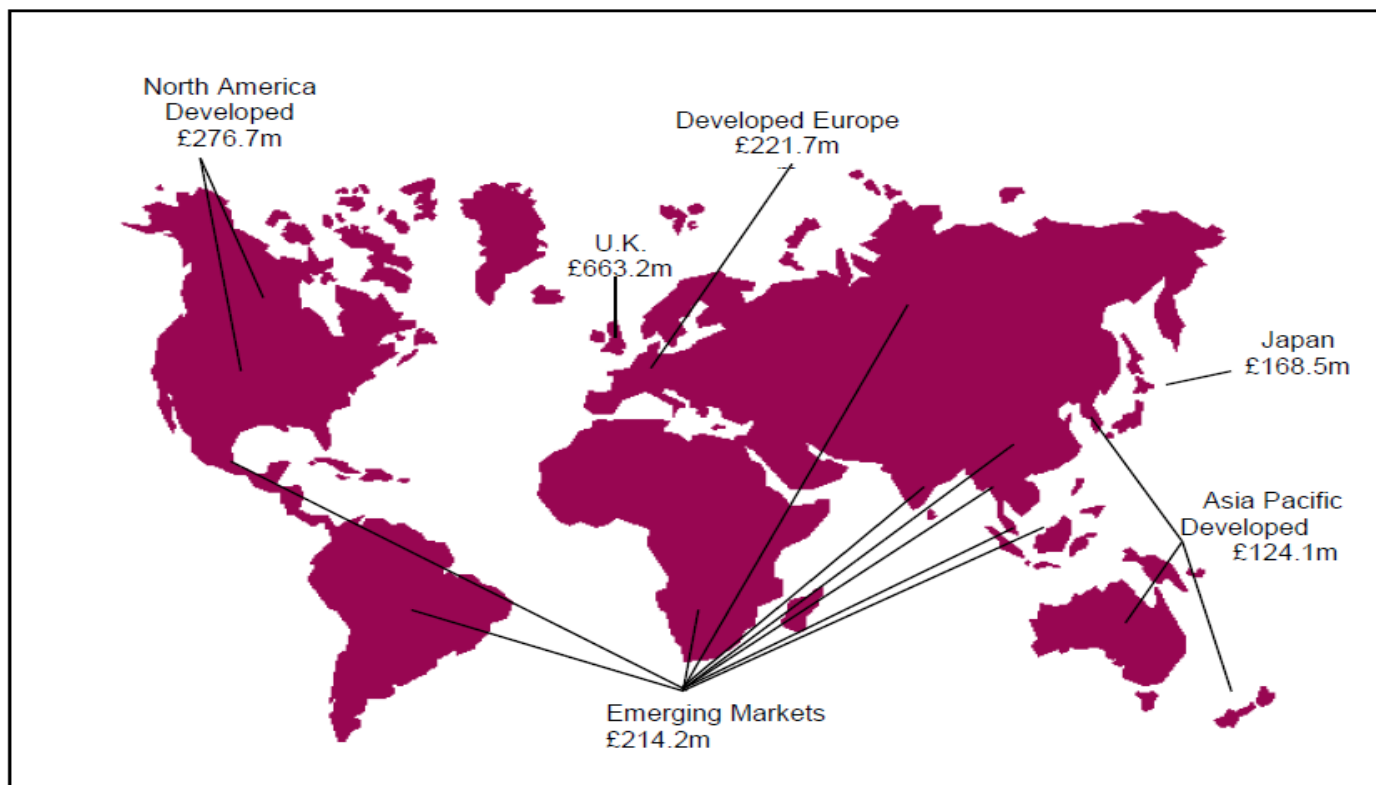 North America
Developed
£276.7m
Developed Europe
£221.7m
U.K.
£663.2m
Japan
£168.5m
Asia Pacific
Developed
£124.1m
Emerging Markets
£214.2m